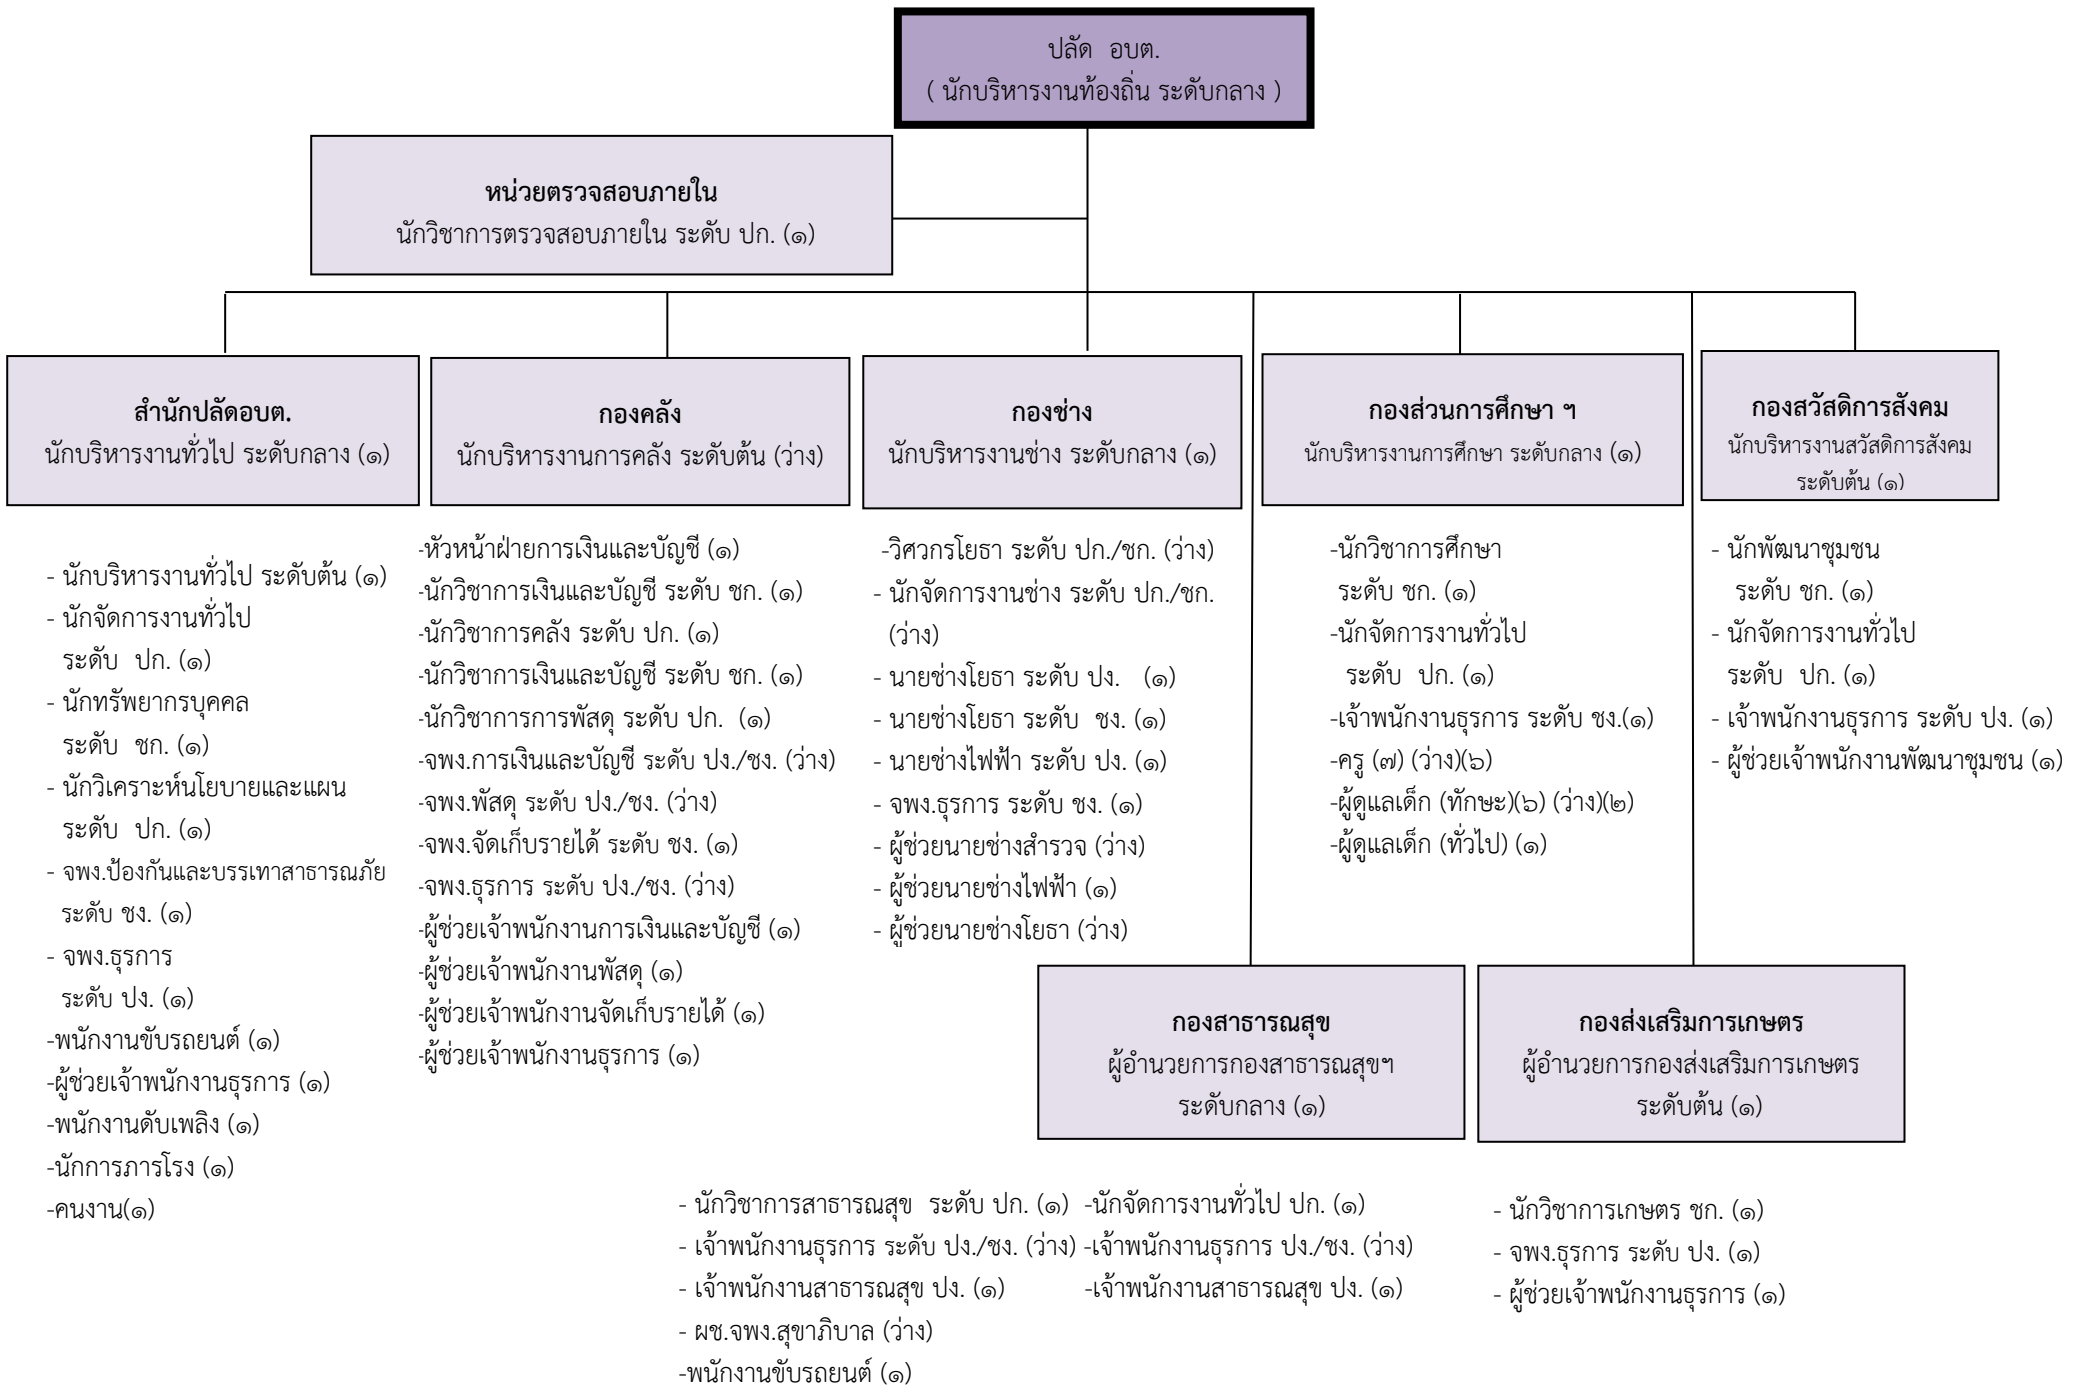 ปลัด อบต.
( นักบริหารงานท้องถิ่น ระดับกลาง )
หน่วยตรวจสอบภายใน
นักวิชาการตรวจสอบภายใน ระดับ ปก. (๑)
สำนักปลัดอบต.
นักบริหารงานทั่วไป ระดับกลาง (๑)
- นักบริหารงานทั่วไป ระดับต้น (๑)
- นักจัดการงานทั่วไป
ระดับ ปก. (๑)
- นักทรัพยากรบุคคล
ระดับ ชก. (๑)
- นักวิเคราะห์นโยบายและแผน
ระดับ ปก. (๑)
- จพง.ป้องกันและบรรเทาสาธารณภัย
ระดับ ชง. (๑)
- จพง.ธุรการ
ระดับ ปง. (๑)
-พนักงานขับรถยนต์ (๑)
-ผู้ช่วยเจ้าพนักงานธุรการ (๑)
-พนักงานดับเพลิง (๑)
-นักการภารโรง (๑)
-คนงาน(๑)
กองคลัง
นักบริหารงานการคลัง ระดับต้น (ว่าง)
-หัวหน้าฝ่ายการเงินและบัญชี (๑)
-นักวิชาการเงินและบัญชี ระดับ ชก. (๑)
-นักวิชาการคลัง ระดับ ปก. (๑)
-นักวิชาการเงินและบัญชี ระดับ ชก. (๑)
-นักวิชาการการพัสดุ ระดับ ปก. (๑)
-จพง.การเงินและบัญชี ระดับ ปง./ชง. (ว่าง)
-จพง.พัสดุ ระดับ ปง./ชง. (ว่าง)
-จพง.จัดเก็บรายได้ ระดับ ชง. (๑)
-จพง.ธุรการ ระดับ ปง./ชง. (ว่าง)
-ผู้ช่วยเจ้าพนักงานการเงินและบัญชี (๑)
-ผู้ช่วยเจ้าพนักงานพัสดุ (๑)
-ผู้ช่วยเจ้าพนักงานจัดเก็บรายได้ (๑)
-ผู้ช่วยเจ้าพนักงานธุรการ (๑)
กองช่าง
นักบริหารงานช่าง ระดับกลาง (๑)
-วิศวกรโยธา ระดับ ปก./ชก. (ว่าง)
- นักจัดการงานช่าง ระดับ ปก./ชก.
(ว่าง)
- นายช่างโยธา ระดับ ปง. (๑)
- นายช่างโยธา ระดับ ชง. (๑)
- นายช่างไฟฟ้า ระดับ ปง. (๑)
- จพง.ธุรการ ระดับ ชง. (๑)
- ผู้ช่วยนายช่างสำรวจ (ว่าง)
- ผู้ช่วยนายช่างไฟฟ้า (๑)
- ผู้ช่วยนายช่างโยธา (ว่าง)
กองส่วนการศึกษา ฯ
นักบริหารงานการศึกษา ระดับกลาง (๑)
-นักวิชาการศึกษา
ระดับ ชก. (๑)
-นักจัดการงานทั่วไป
ระดับ ปก. (๑)
-เจ้าพนักงานธุรการ ระดับ ชง.(๑)
-ครู (๗) (ว่าง)(๖)
-ผู้ดูแลเด็ก (ทักษะ)(๖) (ว่าง)(๒)
-ผู้ดูแลเด็ก (ทั่วไป) (๑)
กองสวัสดิการสังคม
นักบริหารงานสวัสดิการสังคม
ระดับต้น (๑)
- นักพัฒนาชุมชน
ระดับ ชก. (๑)
- นักจัดการงานทั่วไป
ระดับ ปก. (๑)
- เจ้าพนักงานธุรการ ระดับ ปง. (๑)
- ผู้ช่วยเจ้าพนักงานพัฒนาชุมชน (๑)
กองสาธารณสุข
ผู้อำนวยการกองสาธารณสุขฯ
ระดับกลาง (๑)
- นักวิชาการสาธารณสุข ระดับ ปก. (๑)
- เจ้าพนักงานธุรการ ระดับ ปง./ชง. (ว่าง)
- เจ้าพนักงานสาธารณสุข ปง. (๑)
- ผช.จพง.สุขาภิบาล (ว่าง)
-พนักงานขับรถยนต์ (๑)
-นักจัดการงานทั่วไป ปก. (๑)
-เจ้าพนักงานธุรการ ปง./ชง. (ว่าง)
-เจ้าพนักงานสาธารณสุข ปง. (๑)
กองส่งเสริมการเกษตร
ผู้อำนวยการกองส่งเสริมการเกษตร
ระดับต้น (๑)
- นักวิชาการเกษตร ชก. (๑)
- จพง.ธุรการ ระดับ ปง. (๑)
- ผู้ช่วยเจ้าพนักงานธุรการ (๑)